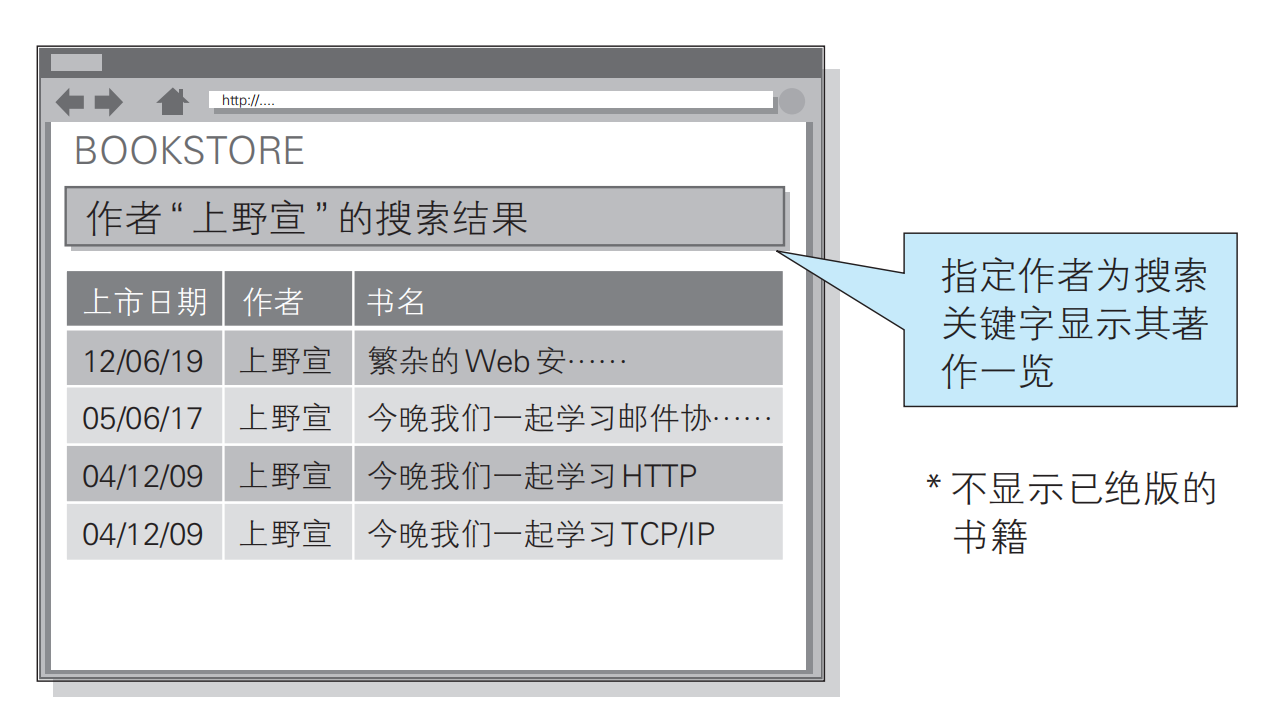 http://....
BOOKSTORE
作者“上野宣”的搜索结果
上市日期 作者 书名
12/06/19 上野宣 繁杂的Web安……
05/06/17 上野宣 今晚我们一起学习邮件协……
04/12/09 上野宣 今晚我们一起学习HTTP
04/12/09 上野宣 今晚我们一起学习TCP/IP
指定作者为搜索
关键字显示其著
作一览
* 不显示已绝版的
书籍